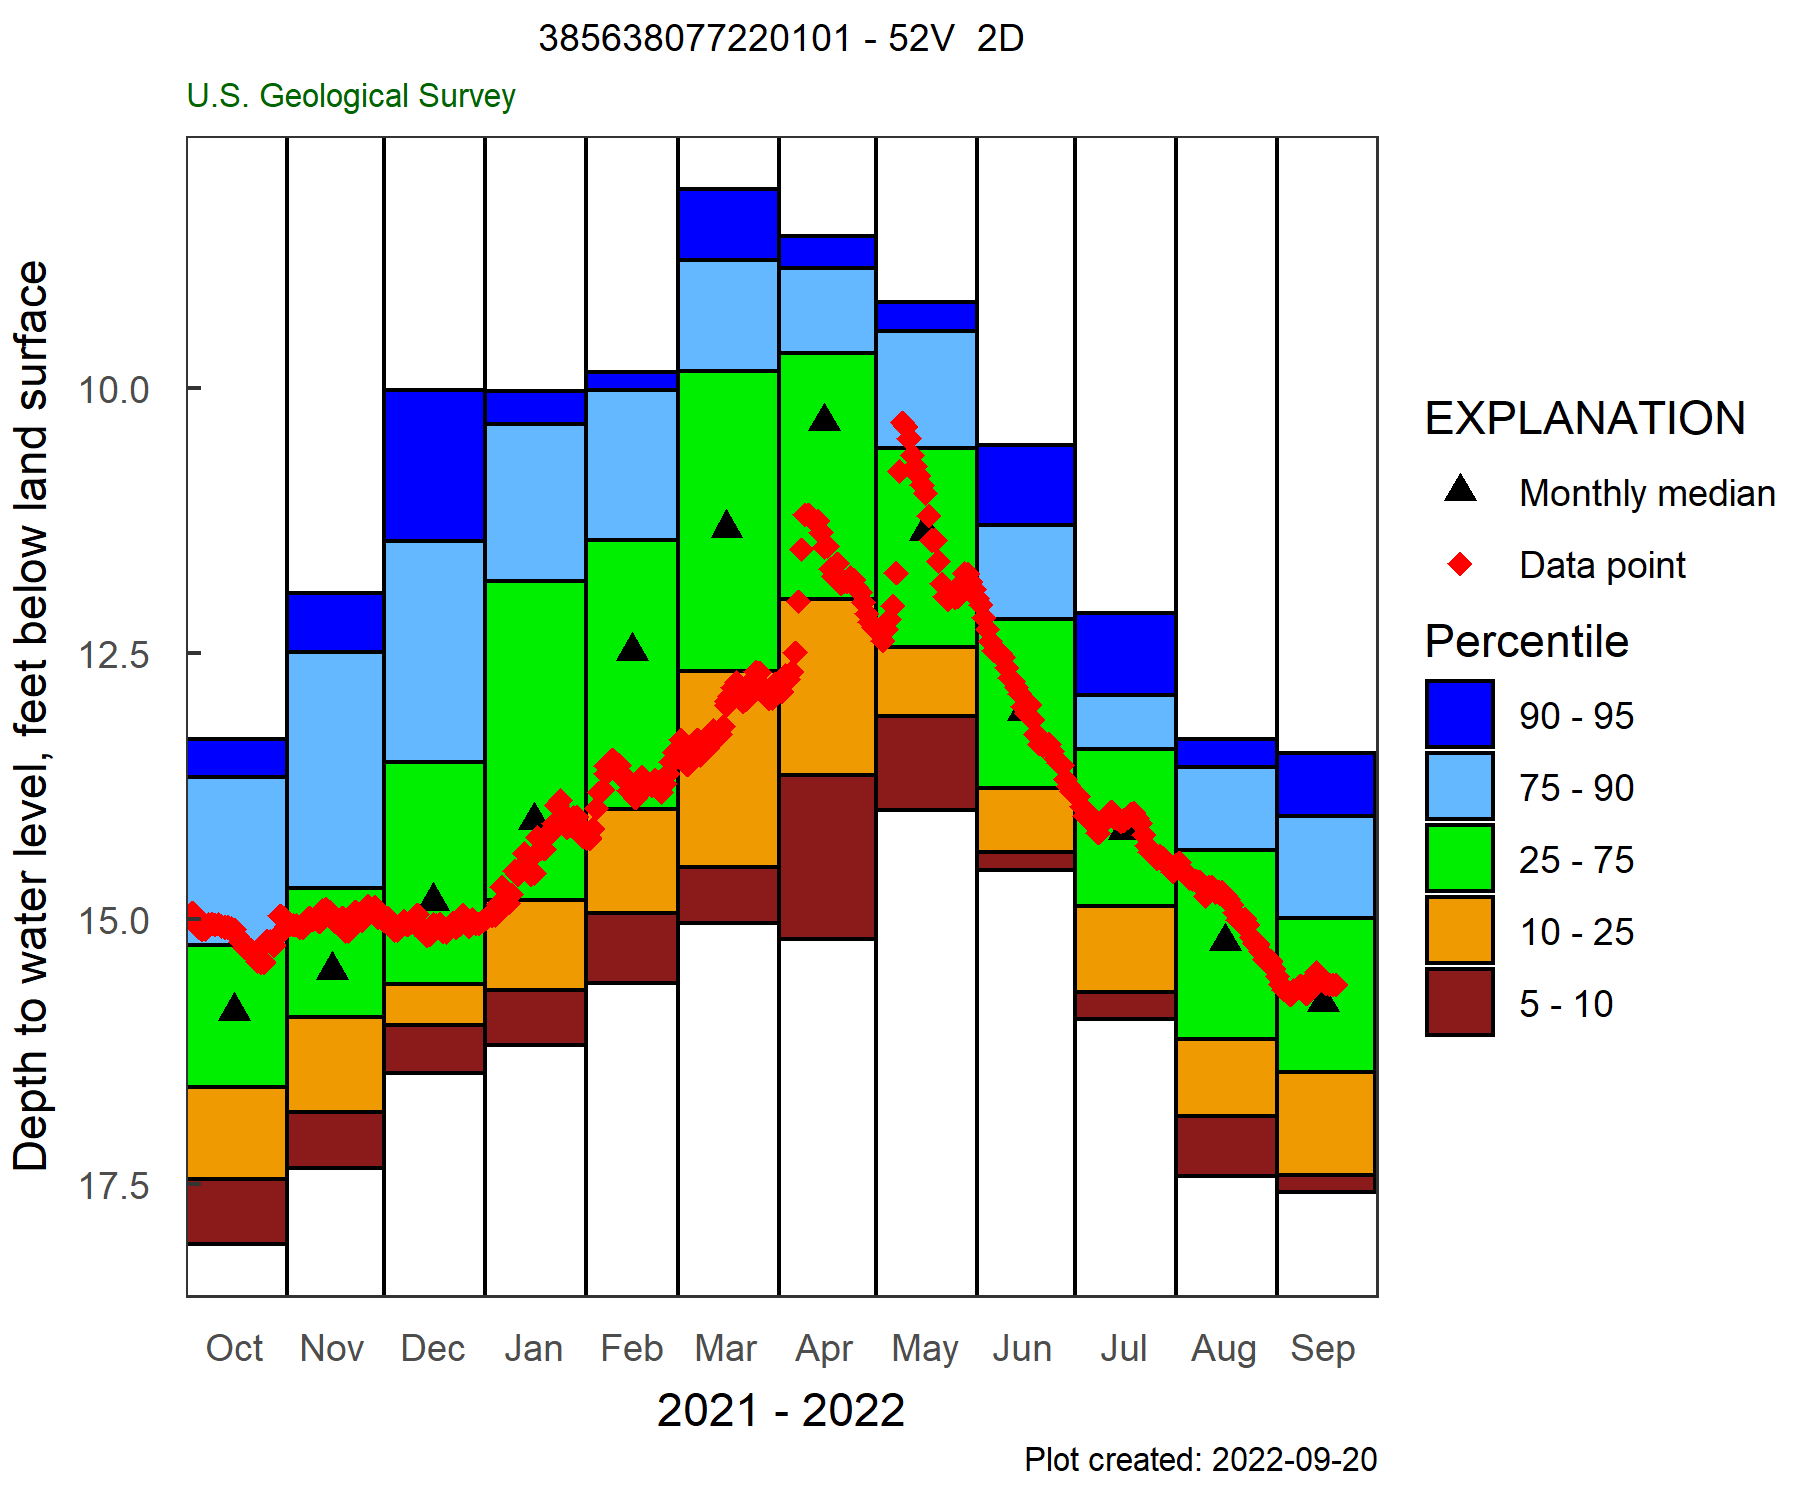 385638077220101 - 52V  2D
U.S. Geological Survey
Depth to water level, feet below land surface
10.0
12.5
15.0
17.5
Oct Nov Dec Jan Feb Mar Apr May Jun Jul Aug Sep
2021 - 2022
EXPLANATION
Monthly median
Data point
Percentile
90 - 95
75 - 90
25 - 75
10 - 25
5 - 10
Plot created: 2022-09-20